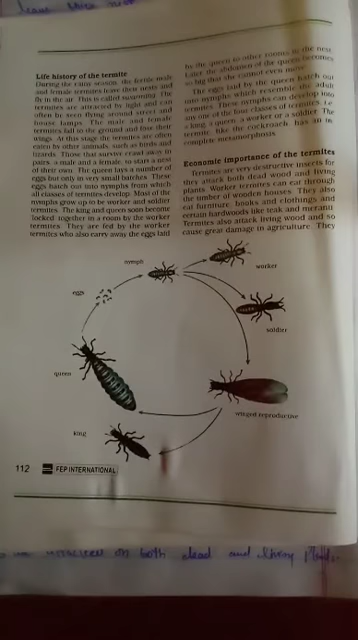 Life history of the termite
During the rainy season, the fertile male
and female termites leave their nests and
fly in the air. This is called swarming. The
termites are attracted by light and can
often be seen flying around street and
house lamps. The male and female
termites fall to the ground and lose their
wings. At this stage the termites are often
eaten by other animals, such as birds and
lizards. Those that survive crawl away in
pairs, a male and a female, to start a nest
of their own. The queen lays a number of
eggs but only in very small batches. These
eggs hatch out into nymphs from which
all classes of termites develop. Most of the
nymphs grow up to be worker and soldier
termites. The king and queen soon become
locked together in a room by the worker
termites. They are fed by the worker
termites who also carry away the eggs laid
by the queen to other rooms in the nest.
Later the abdomen of the queen becomes
so big that she cannot even move.
The eggs laid by the queen hatch out
into nymphs which resemble the adult
termites. These nymphs can develop into
any one of the four classes of termites, i.e.
a king, a queen, a worker or a soldier. The
termite, like the cockroach, has an in-
complete metamorphosis.
Economic importance of the termites
Termites are very destructive insects for
they attack both dead wood and living
plants. Worker termites can eat through
the timber of wooden houses. They also
eat furniture, books and clothings and
certain hardwoods like teak and meranti.
Termites also attack living wood and so
cause great damage in agriculture. They
nymph
worker
eggs
soldier
queen
winged reproductive
king
112 FEP INTERNATIONAL
on both dead and living